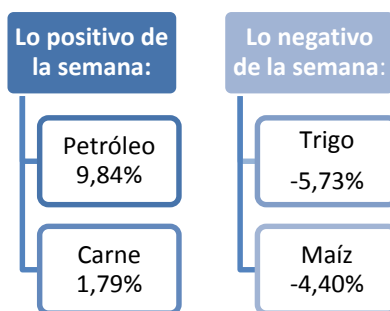 Lo positivo de
la semana:
Petróleo
9,84%
Carne
1,79%
Lo negativo
de la semana:
Trigo
-5,73%
Maíz
-4,40%